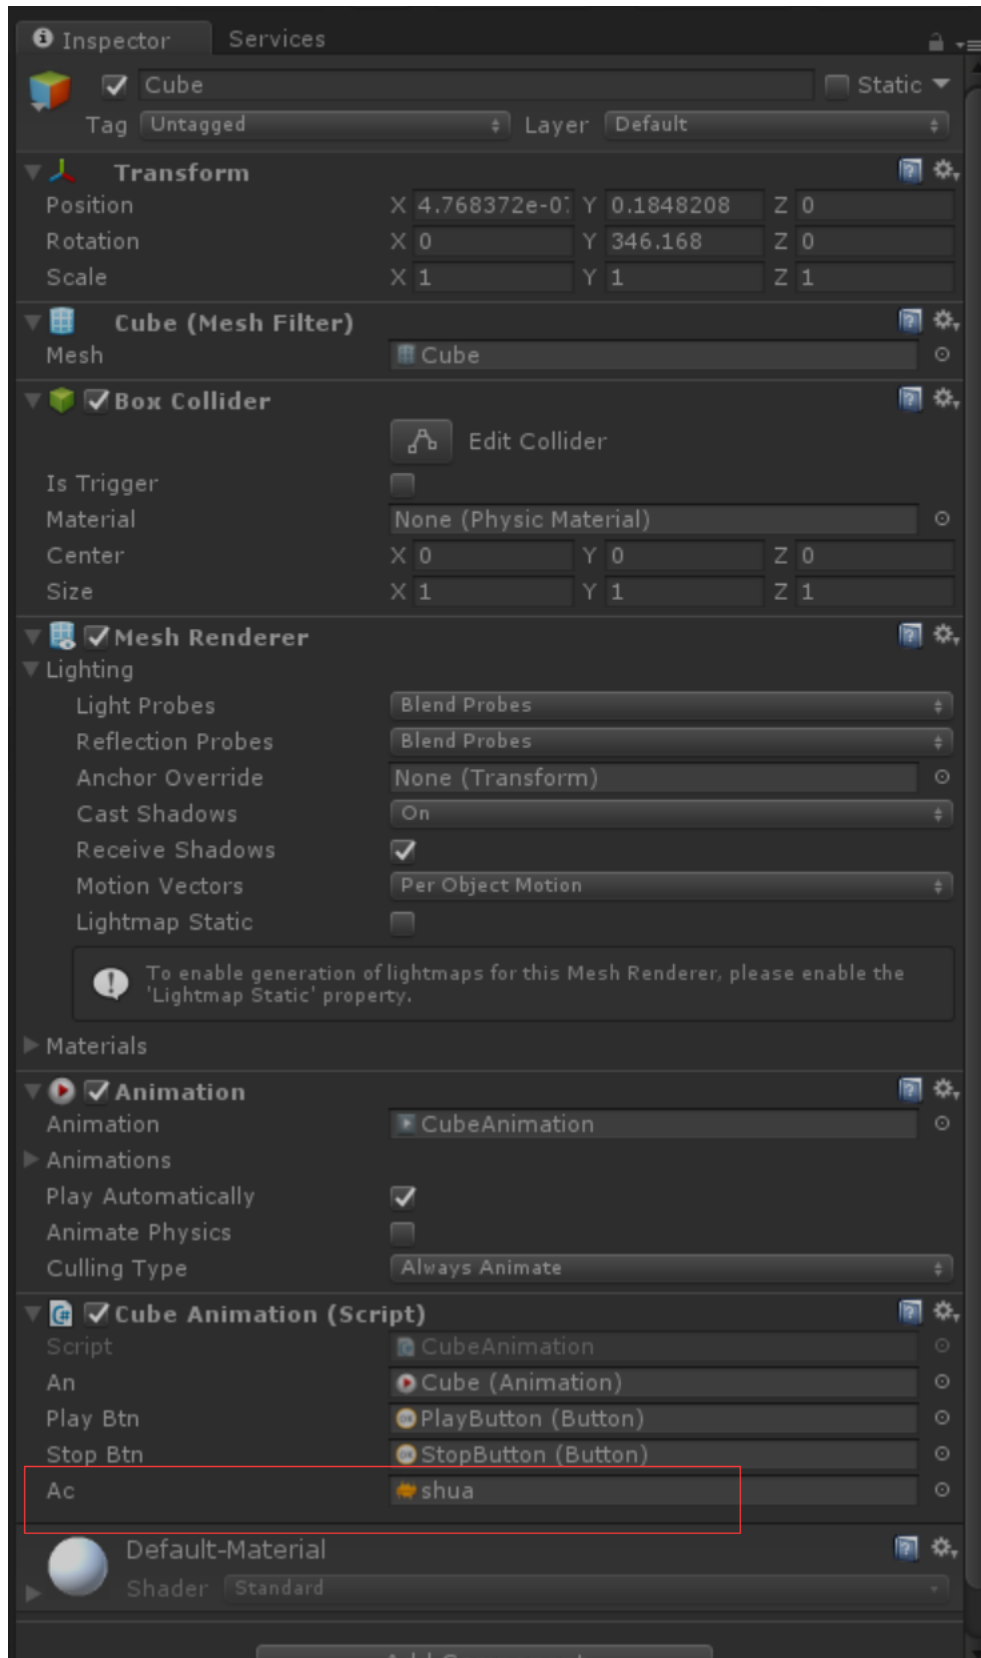 Inspector Services
Cube Static
Tag Untagged Layer Default
Transform
Position X 4.768372e-07 Y 0.1848208 Z 0
Rotation X 0 Y 346.168 Z 0
Scale X 1 Y 1 Z 1
Cube (Mesh Filter)
Mesh Cube
Box Collider
Edit Collider
Is Trigger
Material None (Physic Material)
Center X 0 Y 0 Z 0
Size X 1 Y 1 Z 1
Mesh Renderer
Lighting
Light Probes Blend Probes
Reflection Probes Blend Probes
Anchor Override None (Transform)
Cast Shadows On
Receive Shadows
Motion Vectors Per Object Motion
Lightmap Static
To enable generation of lightmaps for this Mesh Renderer, please enable the
'Lightmap Static' property.
Materials
Animation
Animation CubeAnimation
Animations
Play Automatically
Animate Physics
Culling Type Always Animate
Cube Animation (Script)
Script CubeAnimation
An Cube (Animation)
Play Btn PlayButton (Button)
Stop Btn StopButton (Button)
Ac shua
Default-Material
Shader Standard